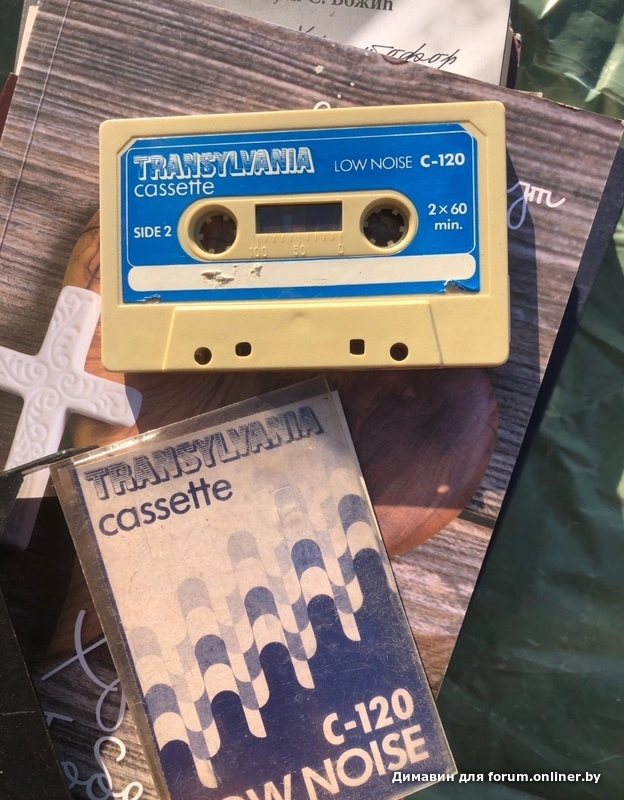 С. Божић
TRANSYLVANIA
cassette
LOW NOISE C-120
SIDE 2
2×60
min.
100 50 0
TRANSYLVANIA
cassette
C-120
LOW NOISE
Димавин для forum.onliner.by